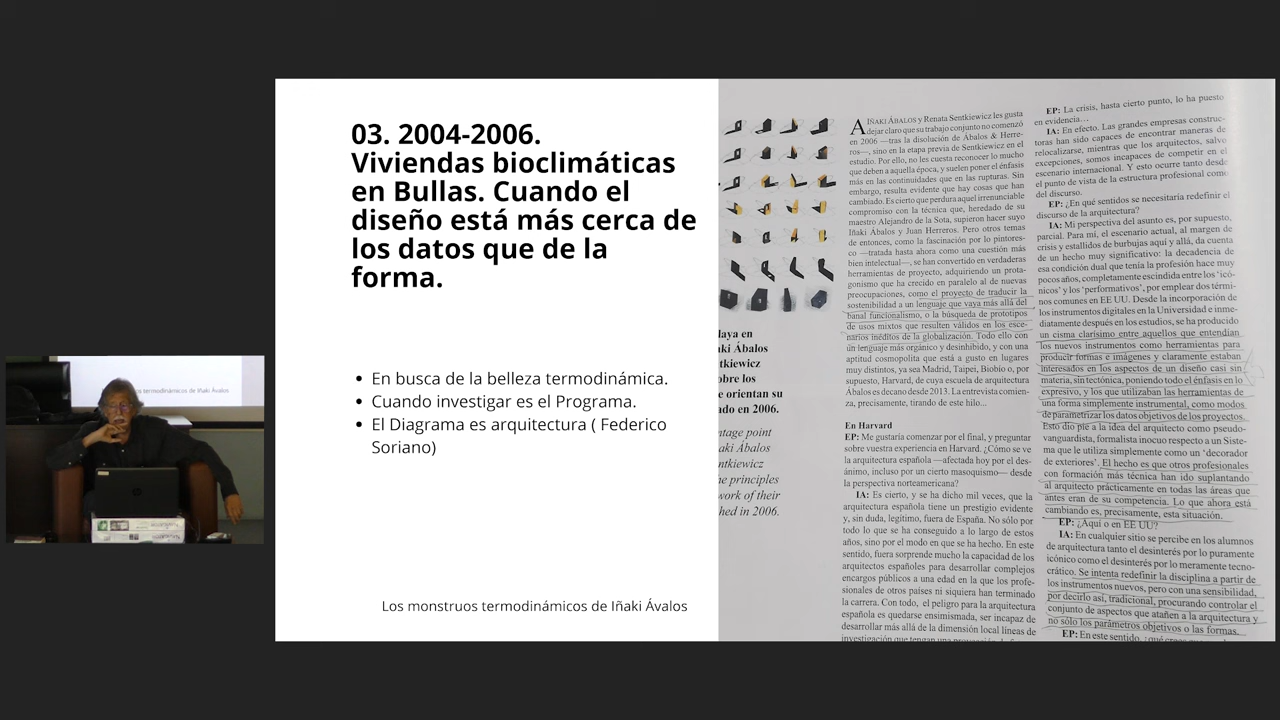 03. 2004-2006.
Viviendas bioclimáticas
en Bullas. Cuando el
diseño está más cerca de
los datos que de la
forma.
• En busca de la belleza termodinámica.
• Cuando investigar es el Programa.
• El Diagrama es arquitectura ( Federico
Soriano)
Los monstruos termodinámicos de Iñaki Ávalos
termodinámicos de Iñaki Ávalos
laya en
aki Ábalos
ntkiewicz
obre los
e orientan su
ado en 2006.
ntage point
aki Ábalos
ntkiewicz
he principles
work of their
hed in 2006.
AIÑAKI ÁBALOS y Renata Sentkiewicz les gusta
dejar claro que su trabajo conjunto no comenzó
en 2006 —tras la disolución de Ábalos & Herre-
ros—, sino en la etapa previa de Sentkiewicz en el
estudio. Por ello, no les cuesta reconocer lo mucho
que deben a aquella época, y suelen poner el énfasis
más en las continuidades que en las rupturas. Sin
embargo, resulta evidente que hay cosas que han
cambiado. Es cierto que perdura aquel irrenunciable
compromiso con la técnica que, heredado de su
maestro Alejandro de la Sota, supieron hacer suyo
Iñaki Ábalos y Juan Herreros. Pero otros temas
de entonces, como la fascinación por lo pintores-
co —tratada hasta ahora como una cuestión más
bien intelectual—, se han convertido en verdaderas
herramientas de proyecto, adquiriendo un prota-
gonismo que ha crecido en paralelo al de nuevas
preocupaciones, como el proyecto de traducir la
sostenibilidad a un lenguaje que vaya más allá del
banal funcionalismo, o la búsqueda de prototipos
de usos mixtos que resulten válidos en los esce-
narios inéditos de la globalización. Todo ello con
un lenguaje más orgánico y desinhibido, y con una
aptitud cosmopolita que está a gusto en lugares
muy distintos, ya sea Madrid, Taipei, Biobío o, por
supuesto, Harvard, de cuya escuela de arquitectura
Ábalos es decano desde 2013. La entrevista comien-
za, precisamente, tirando de este hilo...
En Harvard
EP: Me gustaría comenzar por el final, y preguntar
sobre vuestra experiencia en Harvard. ¿Cómo se ve
la arquitectura española —afectada hoy por el des-
ánimo, incluso por un cierto masoquismo— desde
la perspectiva norteamericana?
IA: Es cierto, y se ha dicho mil veces, que la
arquitectura española tiene un prestigio evidente
y, sin duda, legítimo, fuera de España. No sólo por
todo lo que se ha conseguido a lo largo de estos
años, sino por el modo en que se ha hecho. En este
sentido, fuera sorprende mucho la capacidad de los
arquitectos españoles para desarrollar complejos
encargos públicos a una edad en la que los profe-
sionales de otros países ni siquiera han terminado
la carrera. Con todo, el peligro para la arquitectura
española es quedarse ensimismada, ser incapaz de
desarrollar más allá de la dimensión local líneas de
investigación que tengan una
EP: La crisis, hasta cierto punto, lo ha puesto
en evidencia…
IA: En efecto. Las grandes empresas construc-
toras han sido capaces de encontrar maneras de
relocalizarse, mientras que los arquitectos, salvo
excepciones, somos incapaces de competir en el
escenario internacional. Y esto ocurre tanto desde
el punto de vista de la estructura profesional como
del discurso.
EP: ¿En qué sentidos se necesitaría redefinir el
discurso de la arquitectura?
IA: Mi perspectiva del asunto es, por supuesto,
parcial. Para mí, el escenario actual, al margen de
crisis y estallidos de burbujas aquí y allá, da cuenta
de un hecho muy significativo: la decadencia de
esa condición dual que tenía la profesión hace muy
pocos años, completamente escindida entre los 'icó-
nicos' y los 'performativos', por emplear dos térmi-
nos comunes en EE UU. Desde la incorporación de
los instrumentos digitales en la Universidad e inme-
diatamente después en los estudios, se ha producido
un cisma clarísimo entre aquellos que entendían
los nuevos instrumentos como herramientas para
producir formas e imágenes y claramente estaban
interesados en los aspectos de un diseño casi sin
materia, sin tectónica, poniendo todo el énfasis en lo
expresivo, y los que utilizaban las herramientas de
una forma simplemente instrumental, como modos
de parametrizar los datos objetivos de los proyectos.
Esto dio pie a la idea del arquitecto como pseudo-
vanguardista, formalista inocuo respecto a un Siste-
ma que le utiliza simplemente como un 'decorador
de exteriores'. El hecho es que otros profesionales
con formación más técnica han ido suplantando
al arquitecto prácticamente en todas las áreas que
antes eran de su competencia. Lo que ahora está
cambiando es, precisamente, esta situación.
EP: ¿Aquí o en EE UU?
IA: En cualquier sitio se percibe en los alumnos
de arquitectura tanto el desinterés por lo puramente
icónico como el desinterés por lo meramente tecno-
crático. Se intenta redefinir la disciplina a partir de
los instrumentos nuevos, pero con una sensibilidad,
por decirlo así, tradicional, procurando controlar el
conjunto de aspectos que atañen a la arquitectura y
no sólo los parámetros objetivos o las formas.
EP: En este sentido, ¿qué